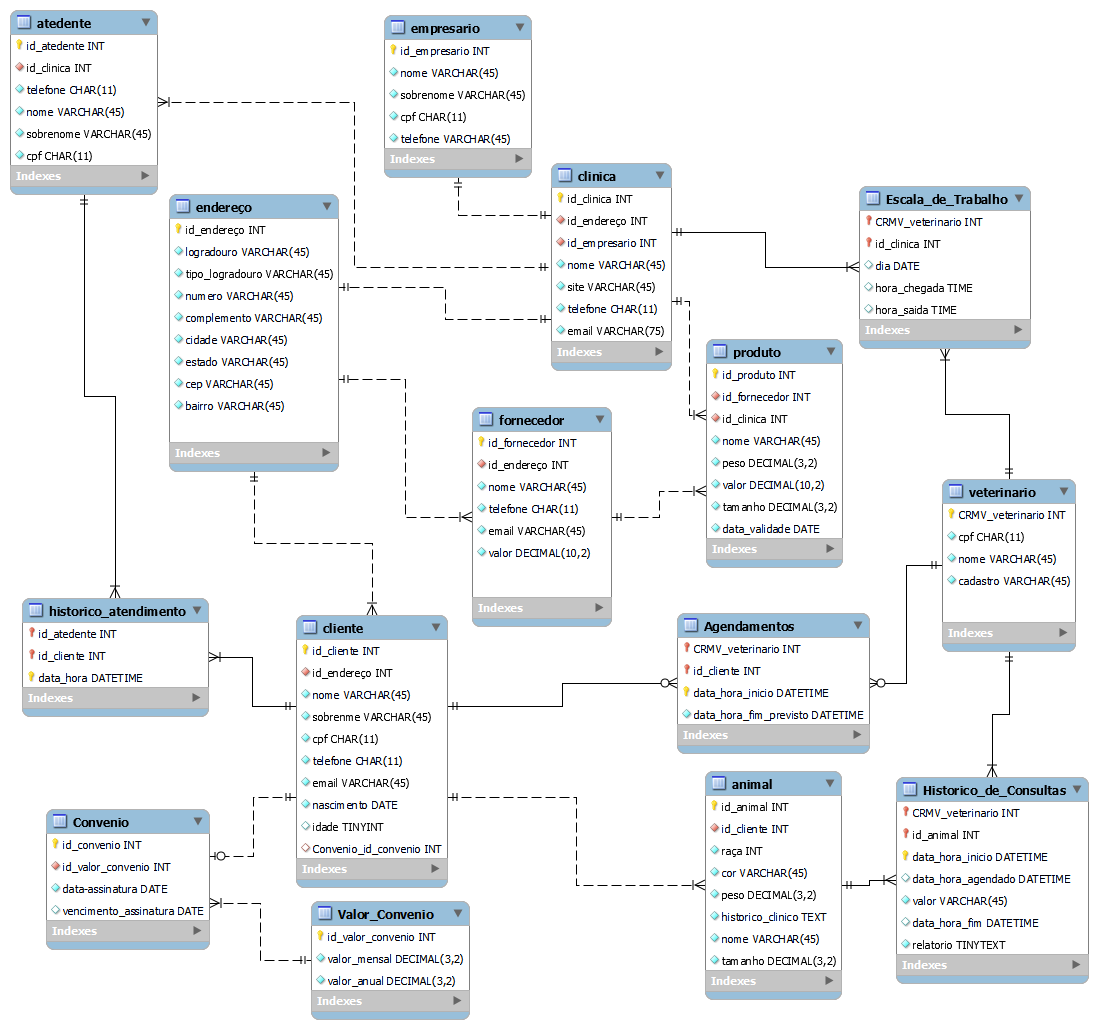 atedente
id_atedente INT
id_clinica INT
telefone CHAR(11)
nome VARCHAR(45)
sobrenome VARCHAR(45)
cpf CHAR(11)
Indexes
empresario
id_empresario INT
nome VARCHAR(45)
sobrenome VARCHAR(45)
cpf CHAR(11)
telefone VARCHAR(45)
Indexes
clinica
id_clinica INT
id_endereço INT
id_empresario INT
nome VARCHAR(45)
site VARCHAR(45)
telefone CHAR(11)
email VARCHAR(75)
Indexes
Escala_de_Trabalho
CRMV_veterinario INT
id_clinica INT
dia DATE
hora_chegada TIME
hora_saida TIME
Indexes
endereço
id_endereço INT
logradouro VARCHAR(45)
tipo_logradouro VARCHAR(45)
numero VARCHAR(45)
complemento VARCHAR(45)
cidade VARCHAR(45)
estado VARCHAR(45)
cep VARCHAR(45)
bairro VARCHAR(45)
Indexes
produto
id_produto INT
id_fornecedor INT
id_clinica INT
nome VARCHAR(45)
peso DECIMAL(3,2)
valor DECIMAL(10,2)
tamanho DECIMAL(3,2)
data_validade DATE
Indexes
fornecedor
id_fornecedor INT
id_endereço INT
nome VARCHAR(45)
telefone CHAR(11)
email VARCHAR(45)
valor DECIMAL(10,2)
Indexes
veterinario
CRMV_veterinario INT
cpf CHAR(11)
nome VARCHAR(45)
cadastro VARCHAR(45)
Indexes
historico_atendimento
id_atedente INT
id_cliente INT
data_hora DATETIME
Indexes
cliente
id_cliente INT
id_endereço INT
nome VARCHAR(45)
sobrenme VARCHAR(45)
cpf CHAR(11)
telefone CHAR(11)
email VARCHAR(45)
nascimento DATE
idade TINYINT
Convenio_id_convenio INT
Indexes
Agendamentos
CRMV_veterinario INT
id_cliente INT
data_hora_inicio DATETIME
data_hora_fim_previsto DATETIME
Indexes
Convenio
id_convenio INT
id_valor_convenio INT
data-assinatura DATE
vencimento_assinatura DATE
Indexes
Valor_Convenio
id_valor_convenio INT
valor_mensal DECIMAL(3,2)
valor_anual DECIMAL(3,2)
Indexes
animal
id_animal INT
id_cliente INT
raça INT
cor VARCHAR(45)
peso DECIMAL(3,2)
historico_clinico TEXT
nome VARCHAR(45)
tamanho DECIMAL(3,2)
Indexes
Historico_de_Consultas
CRMV_veterinario INT
id_animal INT
data_hora_inicio DATETIME
data_hora_agendado DATETIME
valor VARCHAR(45)
data_hora_fim DATETIME
relatorio TINYTEXT
Indexes